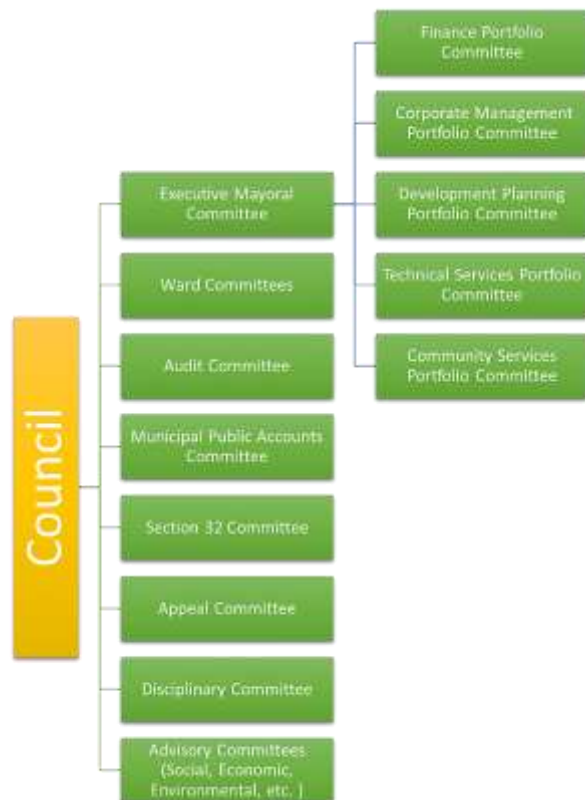 Council
Executive Mayoral
Committee
Ward Committees
Audit Committee
Municipal Public Accounts
Committee
Section 32 Committee
Appeal Committee
Disciplinary Committee
Advisory Committees
(Social, Economic,
Environmental, etc. )
Finance Portfolio
Committee
Corporate Management
Portfolio Committee
Development Planning
Portfolio Committee
Technical Services Portfolio
Committee
Community Services
Portfolio Committee